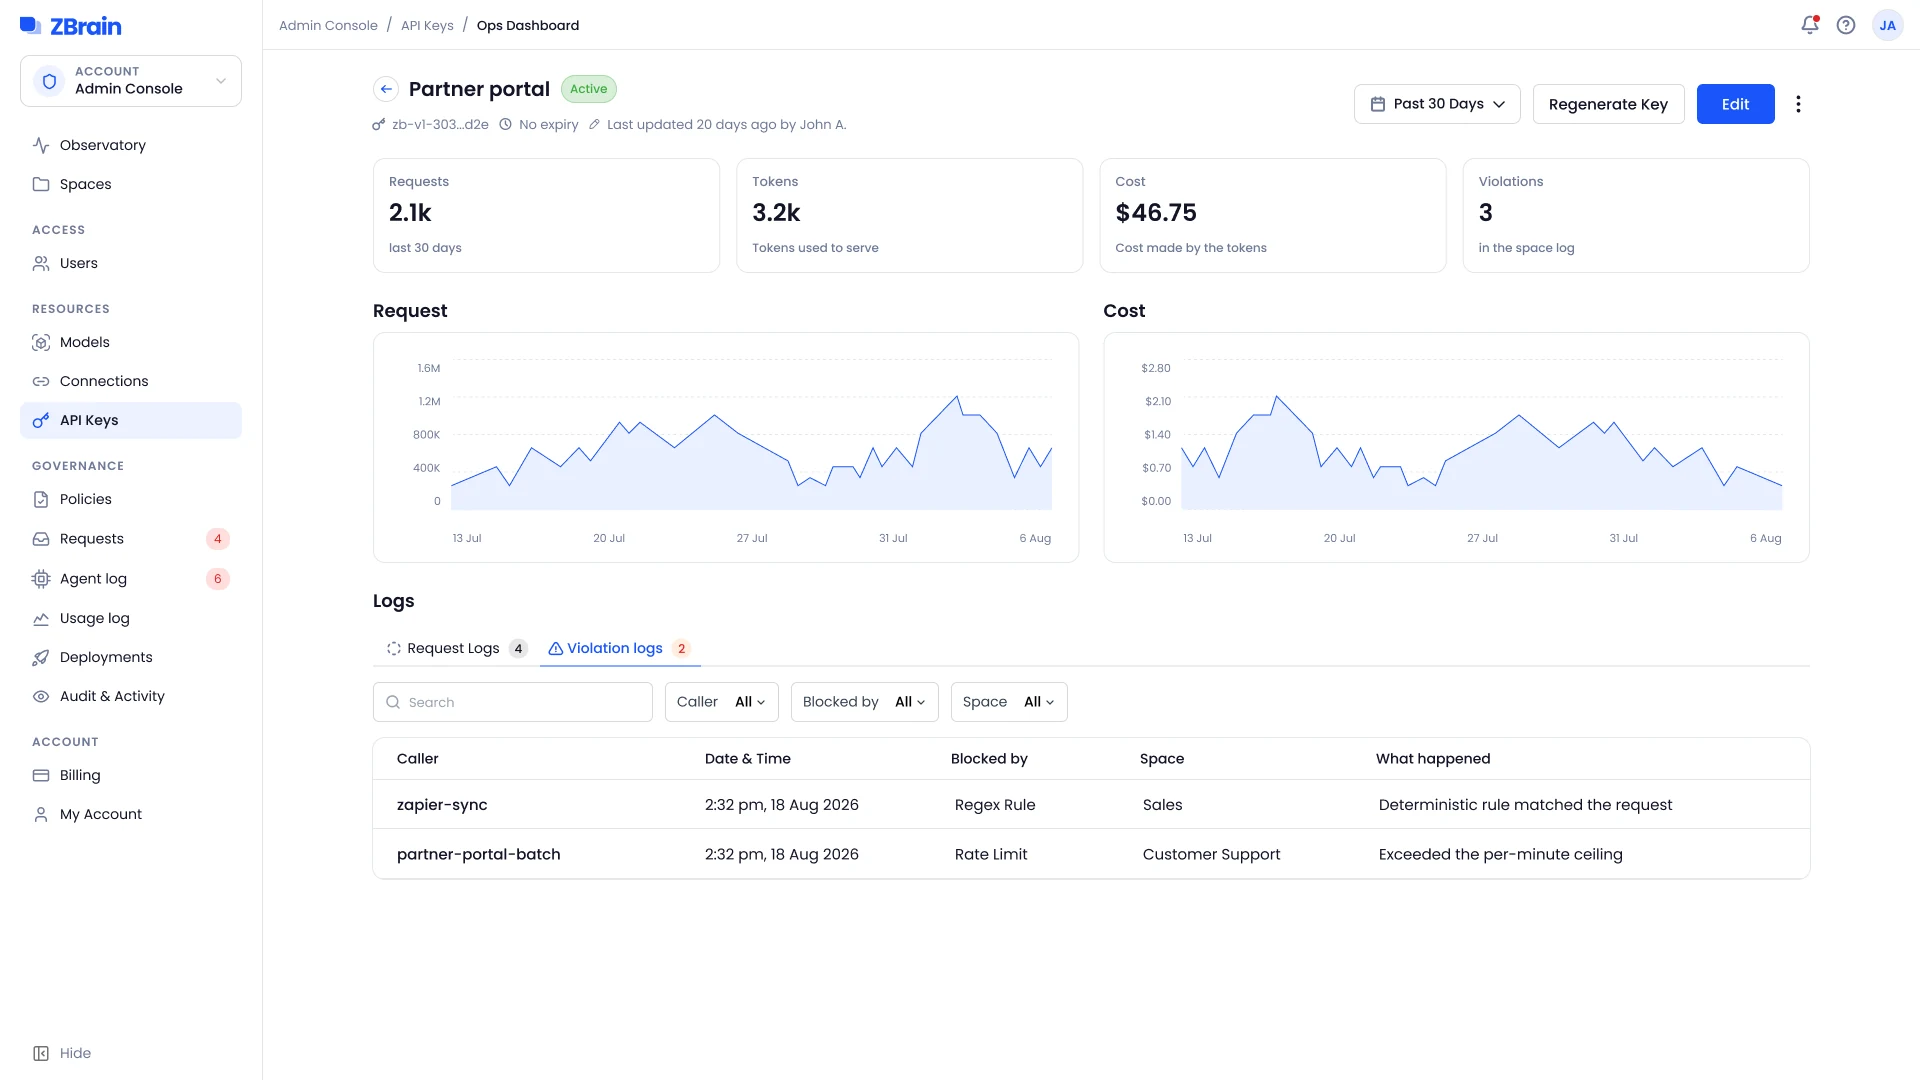 ZBrain
ACCOUNT
Admin Console
Observatory
Spaces
ACCESS
Users
RESOURCES
Models
Connections
API Keys
GOVERNANCE
Policies
Requests 4
Agent log 6
Usage log
Deployments
Audit & Activity
ACCOUNT
Billing
My Account
Hide
Admin Console / API Keys / Ops Dashboard
JA
Partner portal Active
zb-v1-303...d2e No expiry Last updated 20 days ago by John A.
Past 30 Days Regenerate Key Edit
Requests
2.1k
last 30 days
Tokens
3.2k
Tokens used to serve
Cost
$46.75
Cost made by the tokens
Violations
3
in the space log
Request
1.6M
1.2M
800K
400K
0
13 Jul 20 Jul 27 Jul 31 Jul 6 Aug
Cost
$2.80
$2.10
$1.40
$0.70
$0.00
13 Jul 20 Jul 27 Jul 31 Jul 6 Aug
Logs
Request Logs 4 Violation logs 2
Search Caller All Blocked by All Space All
Caller Date & Time Blocked by Space What happened
zapier-sync 2:32 pm, 18 Aug 2026 Regex Rule Sales Deterministic rule matched the request
partner-portal-batch 2:32 pm, 18 Aug 2026 Rate Limit Customer Support Exceeded the per-minute ceiling